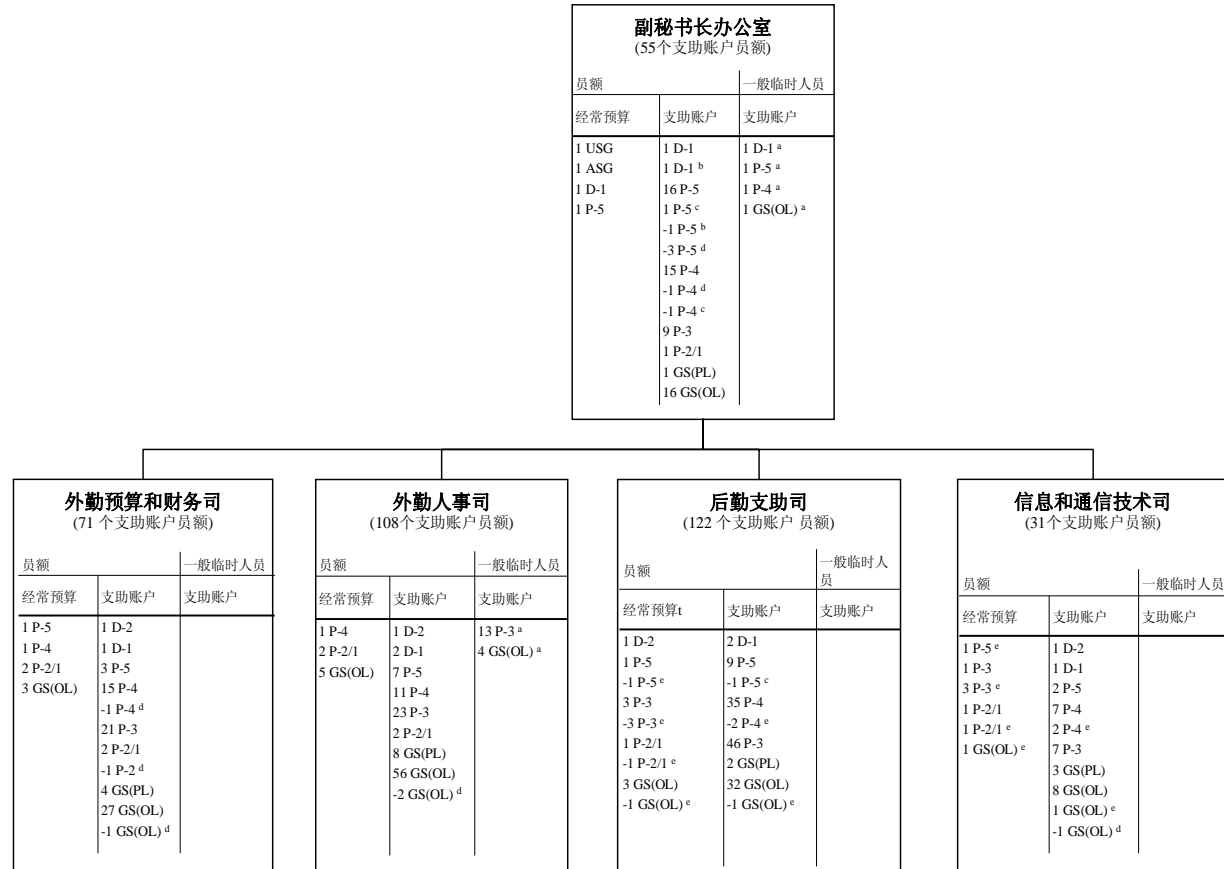 副秘书长办公室
(55个支助账户员额)
员额 一般临时人员
经常预算 支助账户 支助账户
1 USG 1 D-1 1 D-1 a
1 ASG 1 D-1 b 1 P-5 a
1 D-1 16 P-5 1 P-4 a
1 P-5 1 P-5 c 1 GS(OL) a
-1 P-5 b
-3 P-5 d
15 P-4
-1 P-4 d
-1 P-4 c
9 P-3
1 P-2/1
1 GS(PL)
16 GS(OL)
外勤预算和财务司
(71 个支助账户员额)
员额 一般临时人员
经常预算 支助账户 支助账户
1 P-5 1 D-2
1 P-4 1 D-1
2 P-2/1 3 P-5
3 GS(OL) 15 P-4
-1 P-4 d
21 P-3
2 P-2/1
-1 P-2 d
4 GS(PL)
27 GS(OL)
-1 GS(OL) d
外勤人事司
(108个支助账户员额)
员额 一般临时人员
经常预算 支助账户 支助账户
1 P-4 1 D-2 13 P-3 a
2 P-2/1 2 D-1 4 GS(OL) a
5 GS(OL) 7 P-5
11 P-4
23 P-3
2 P-2/1
8 GS(PL)
56 GS(OL)
-2 GS(OL) d
后勤支助司
(122 个支助账户 员额)
员额 一般临时人
员
经常预算t 支助账户 支助账户
1 D-2 2 D-1
1 P-5 9 P-5
-1 P-5 e -1 P-5 c
3 P-3 35 P-4
-3 P-3 e -2 P-4 e
1 P-2/1 46 P-3
-1 P-2/1 e 2 GS(PL)
3 GS(OL) 32 GS(OL)
-1 GS(OL) e -1 GS(OL) e
信息和通信技术司
(31个支助账户员额)
员额 一般临时人员
经常预算 支助账户 支助账户
1 P-5 e 1 D-2
1 P-3 1 D-1
3 P-3 e 2 P-5
1 P-2/1 7 P-4
1 P-2/1 e 2 P-4 e
1 GS(OL) e 7 P-3
3 GS(PL)
8 GS(OL)
1 GS(OL) e
-1 GS(OL) d